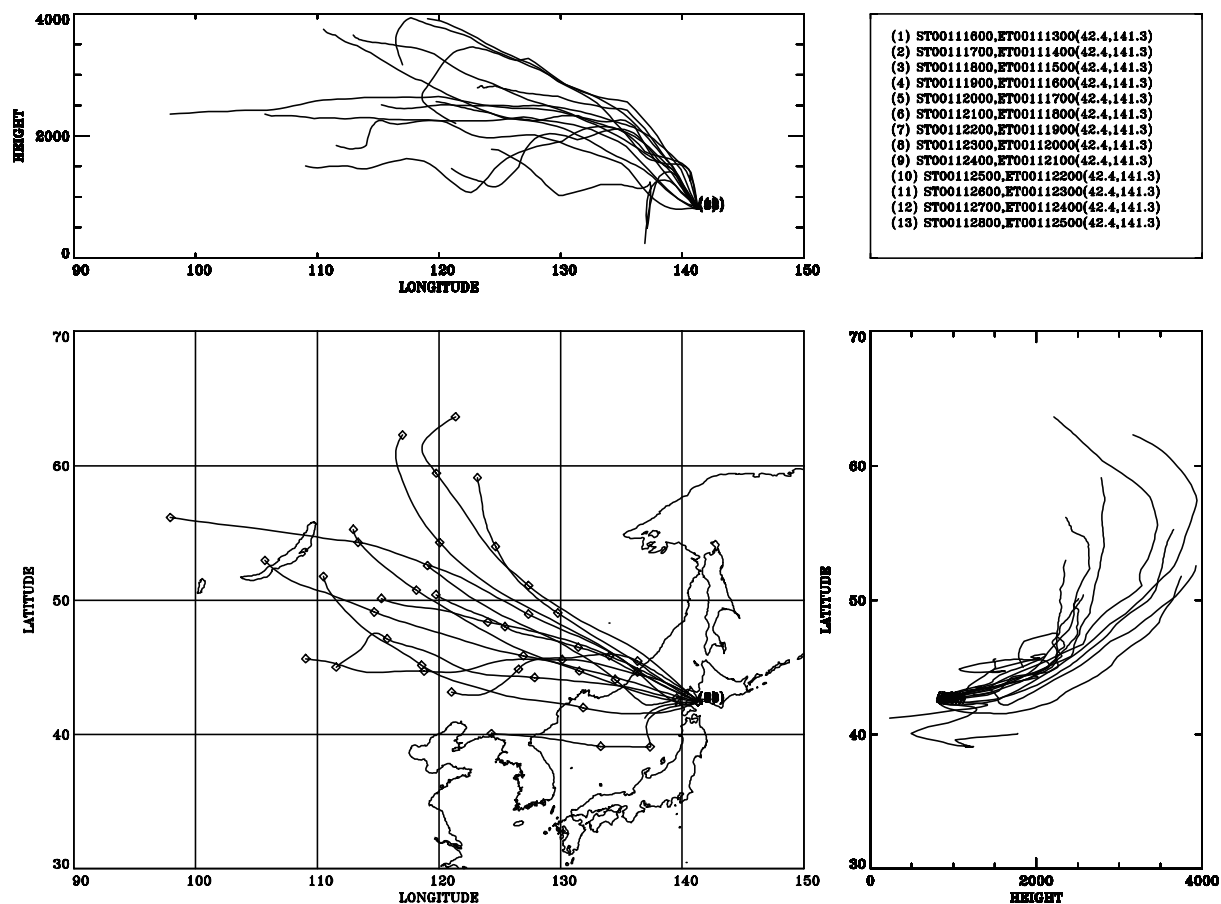 4000
2000
0
HEIGHT
90 100 110 120 130 140 150
LONGITUDE
(1) ST00111600,ET00111300(42.4,141.3)
(2) ST00111700,ET00111400(42.4,141.3)
(3) ST00111800,ET00111500(42.4,141.3)
(4) ST00111900,ET00111600(42.4,141.3)
(5) ST00112000,ET00111700(42.4,141.3)
(6) ST00112100,ET00111800(42.4,141.3)
(7) ST00112200,ET00111900(42.4,141.3)
(8) ST00112300,ET00112000(42.4,141.3)
(9) ST00112400,ET00112100(42.4,141.3)
(10) ST00112500,ET00112200(42.4,141.3)
(11) ST00112600,ET00112300(42.4,141.3)
(12) ST00112700,ET00112400(42.4,141.3)
(13) ST00112800,ET00112500(42.4,141.3)
70
60
50
40
30
LATITUDE
90 100 110 120 130 140 150
LONGITUDE
70
60
50
40
30
LATITUDE
0 2000 4000
HEIGHT